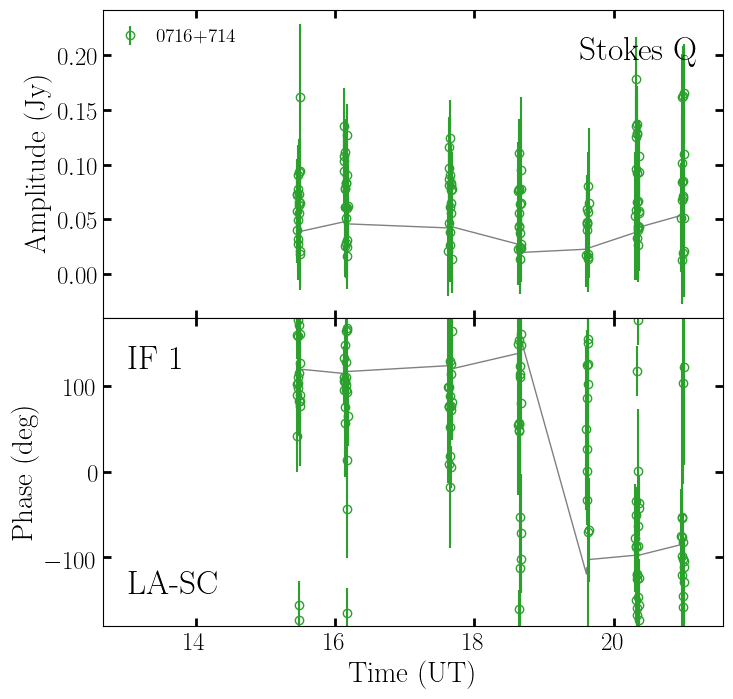 0716+714
Stokes Q
0.20
0.15
0.10
0.05
0.00
Amplitude (Jy)
IF 1
100
0
−100
Phase (deg)
LA-SC
14 16 18 20
Time (UT)